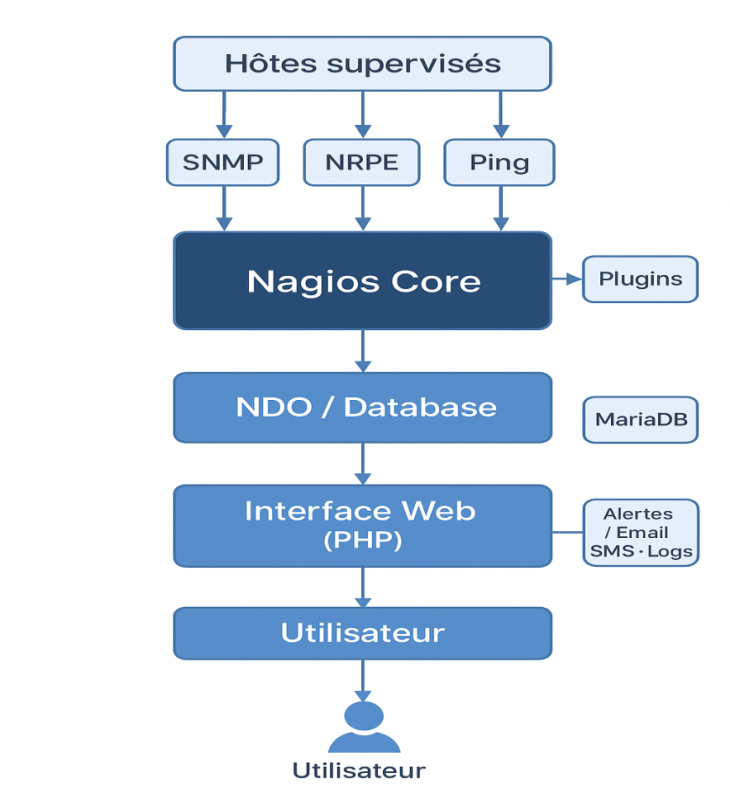 Hôtes supervisés
SNMP
NRPE
Ping
Nagios Core
Plugins
NDO / Database
MariaDB
Interface Web
(PHP)
Alertes
/ Email
SMS · Logs
Utilisateur
Utilisateur